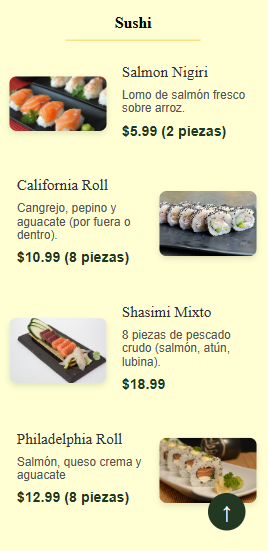 Sushi
Salmon Nigiri
Lomo de salmón fresco
sobre arroz.
$5.99 (2 piezas)
California Roll
Cangrejo, pepino y
aguacate (por fuera o
dentro).
$10.99 (8 piezas)
Shasimi Mixto
8 piezas de pescado
crudo (salmón, atún,
lubina).
$18.99
Philadelphia Roll
Salmón, queso crema y
aguacate
$12.99 (8 piezas)